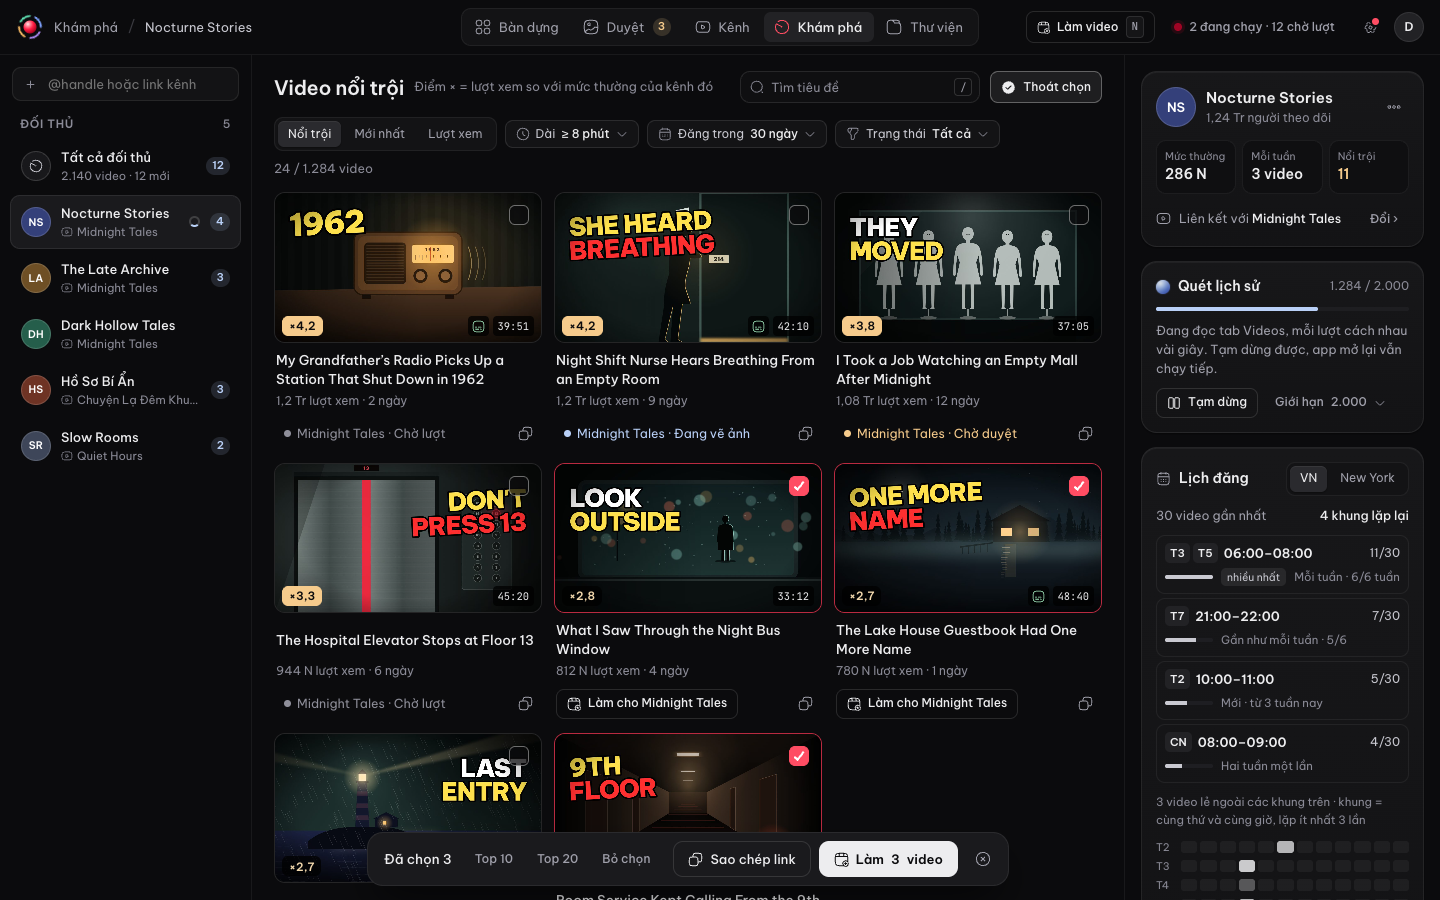 Khám phá / Nocturne Stories
Bàn dựng
Duyệt 3
Kênh
Khám phá
Thư viện
Làm video N
2 đang chạy · 12 chờ lượt
D
+ @handle hoặc link kênh
ĐỐI THỦ 5
Tất cả đối thủ
2.140 video · 12 mới
12
NS
Nocturne Stories
Midnight Tales
4
LA
The Late Archive
Midnight Tales
3
DH
Dark Hollow Tales
Midnight Tales
HS
Hồ Sơ Bí Ẩn
Chuyện Lạ Đêm Khu...
3
SR
Slow Rooms
Quiet Hours
2
Video nổi trội
Điểm × = lượt xem so với mức thường của kênh đó
Tìm tiêu đề /
Thoát chọn
Nổi trội
Mới nhất
Lượt xem
Dài ≥ 8 phút
Đăng trong 30 ngày
Trạng thái Tất cả
24 / 1.284 video
1962
×4,2
39:51
My Grandfather's Radio Picks Up a
Station That Shut Down in 1962
1,2 Tr lượt xem · 2 ngày
Midnight Tales · Chờ lượt
SHE HEARD
BREATHING
214
×4,2
42:10
Night Shift Nurse Hears Breathing From
an Empty Room
1,2 Tr lượt xem · 9 ngày
Midnight Tales · Đang vẽ ảnh
THEY
MOVED
×3,8
37:05
I Took a Job Watching an Empty Mall
After Midnight
1,08 Tr lượt xem · 12 ngày
Midnight Tales · Chờ duyệt
13
DON'T
PRESS 13
×3,3
45:20
The Hospital Elevator Stops at Floor 13
944 N lượt xem · 6 ngày
Midnight Tales · Chờ lượt
LOOK
OUTSIDE
×2,8
33:12
What I Saw Through the Night Bus
Window
812 N lượt xem · 4 ngày
Làm cho Midnight Tales
ONE MORE
NAME
×2,7
48:40
The Lake House Guestbook Had One
More Name
780 N lượt xem · 1 ngày
Làm cho Midnight Tales
LAST
ENTRY
×2,7
9TH
FLOOR
Room Service Kept Calling From the 9th
Đã chọn 3
Top 10
Top 20
Bỏ chọn
Sao chép link
Làm 3 video
NS
Nocturne Stories
1,24 Tr người theo dõi
Mức thường
286 N
Mỗi tuần
3 video
Nổi trội
11
Liên kết với Midnight Tales
Đổi ›
Quét lịch sử
1.284 / 2.000
Đang đọc tab Videos, mỗi lượt cách nhau
vài giây. Tạm dừng được, app mở lại vẫn
chạy tiếp.
Tạm dừng
Giới hạn 2.000
Lịch đăng
VN
New York
30 video gần nhất
4 khung lặp lại
T3 T5 06:00–08:00 11/30
nhiều nhất Mỗi tuần · 6/6 tuần
T7 21:00–22:00 7/30
Gần như mỗi tuần · 5/6
T2 10:00–11:00 5/30
Mới · từ 3 tuần nay
CN 08:00–09:00 4/30
Hai tuần một lần
3 video lẻ ngoài các khung trên · khung =
cùng thứ và cùng giờ, lặp ít nhất 3 lần
T2
T3
T4